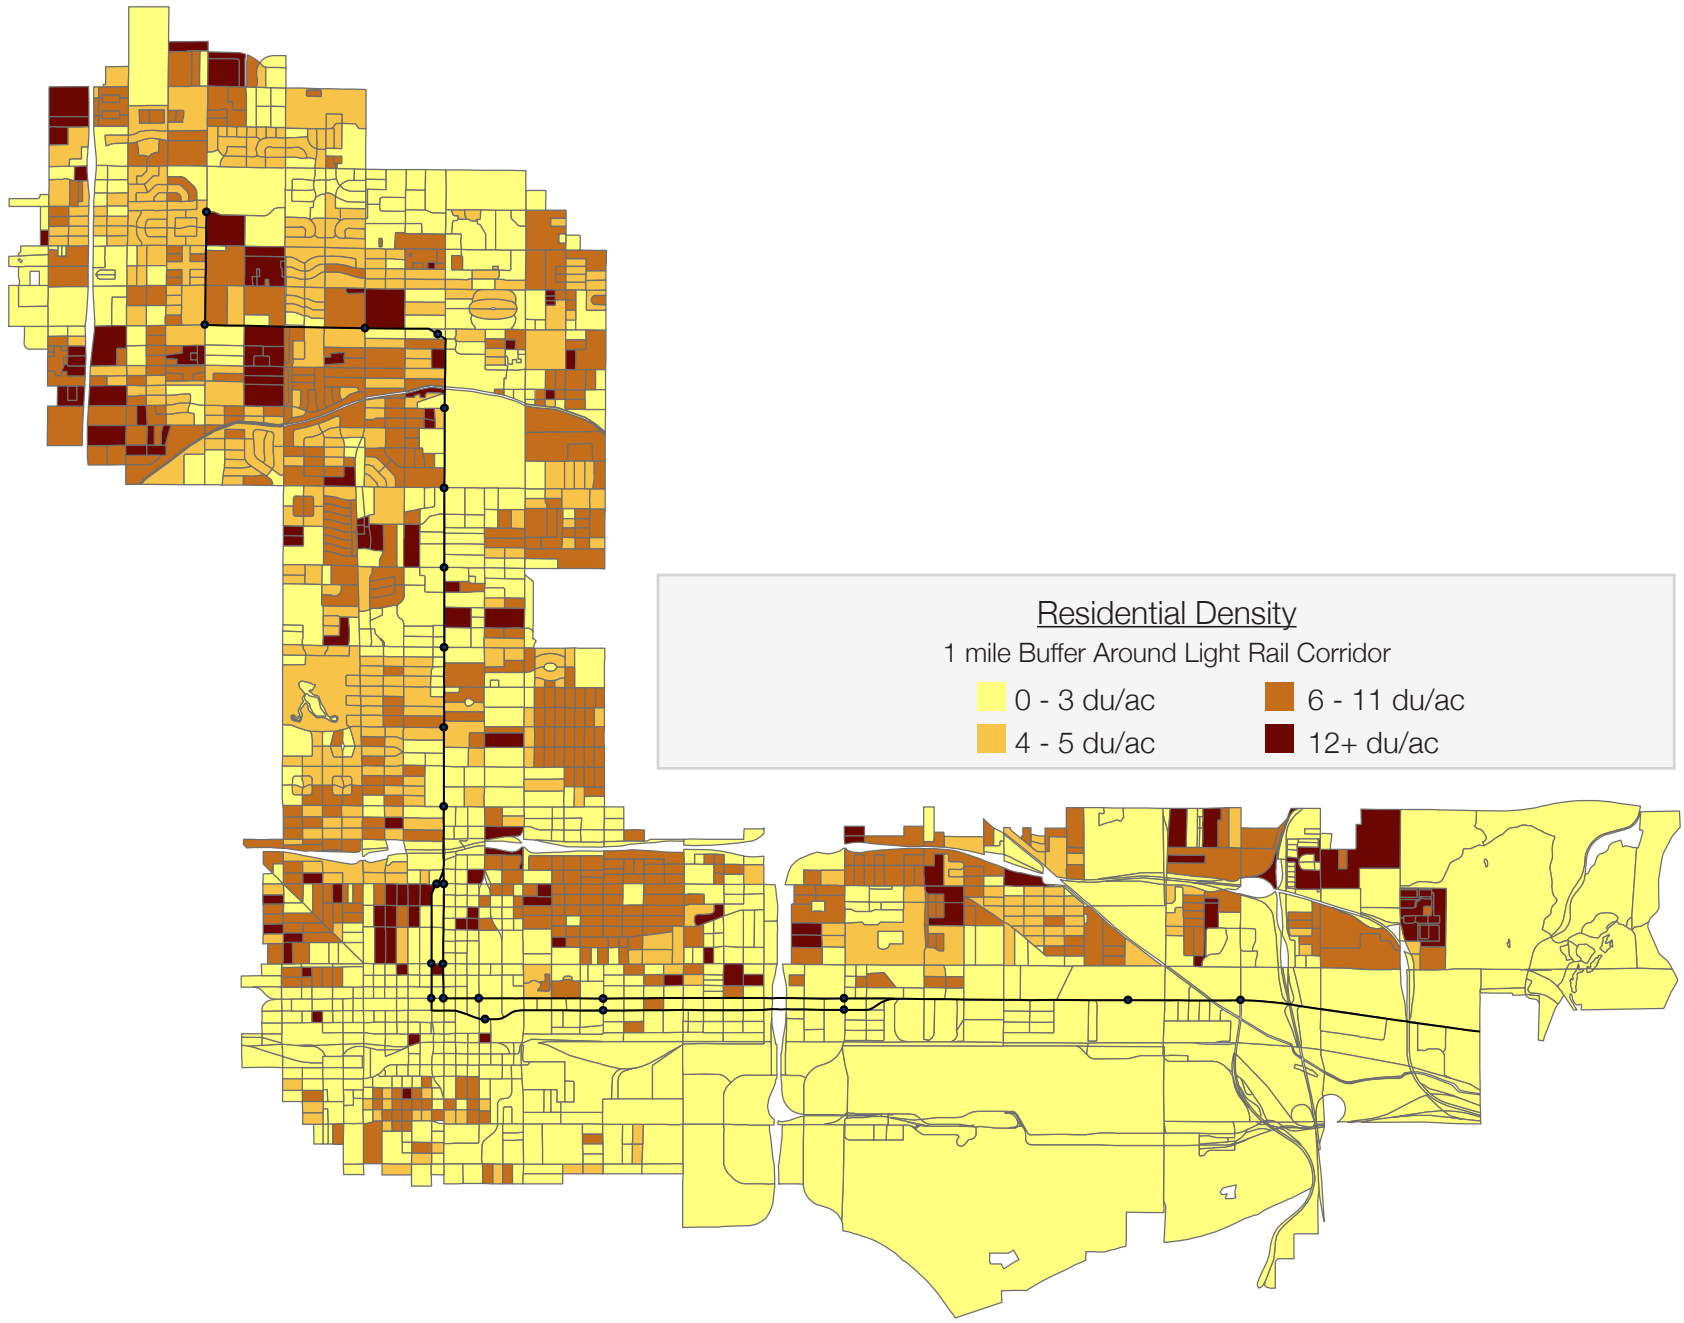 Residential Density
1 mile Buffer Around Light Rail Corridor
0 - 3 du/ac
6 - 11 du/ac
4 - 5 du/ac
12+ du/ac